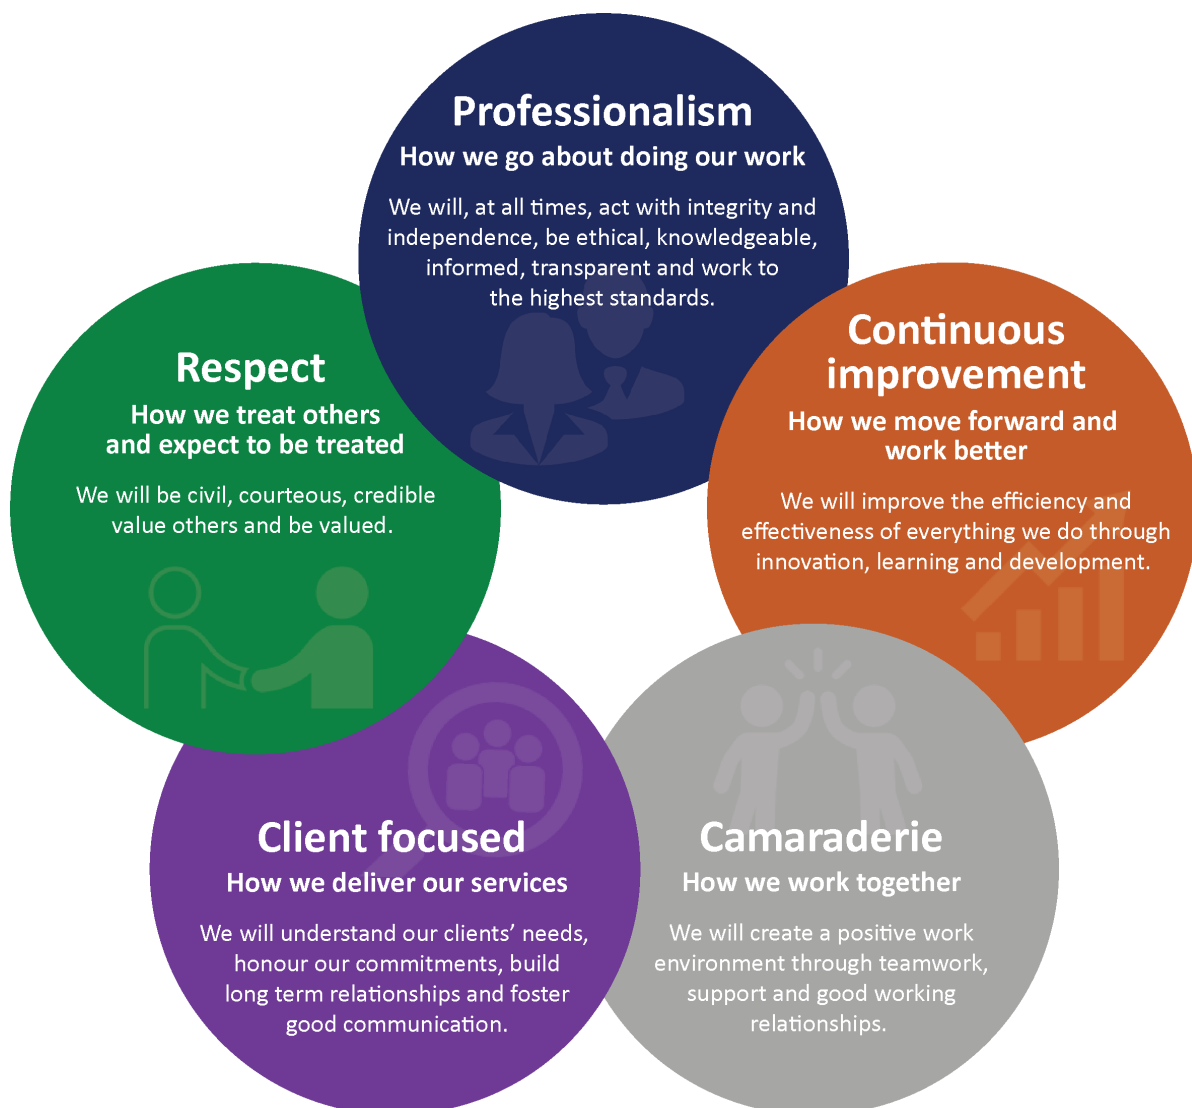 Professionalism
How we go about doing our work
We will, at all times, act with integrity and
independence, be ethical, knowledgeable,
informed, transparent and work to
the highest standards.
Respect
How we treat others
and expect to be treated
We will be civil, courteous, credible
value others and be valued.
Continuous
improvement
How we move forward and
work better
We will improve the efficiency and
effectiveness of everything we do through
innovation, learning and development.
Client focused
How we deliver our services
We will understand our clients’ needs,
honour our commitments, build
long term relationships and foster
good communication.
Camaraderie
How we work together
We will create a positive work
environment through teamwork,
support and good working
relationships.